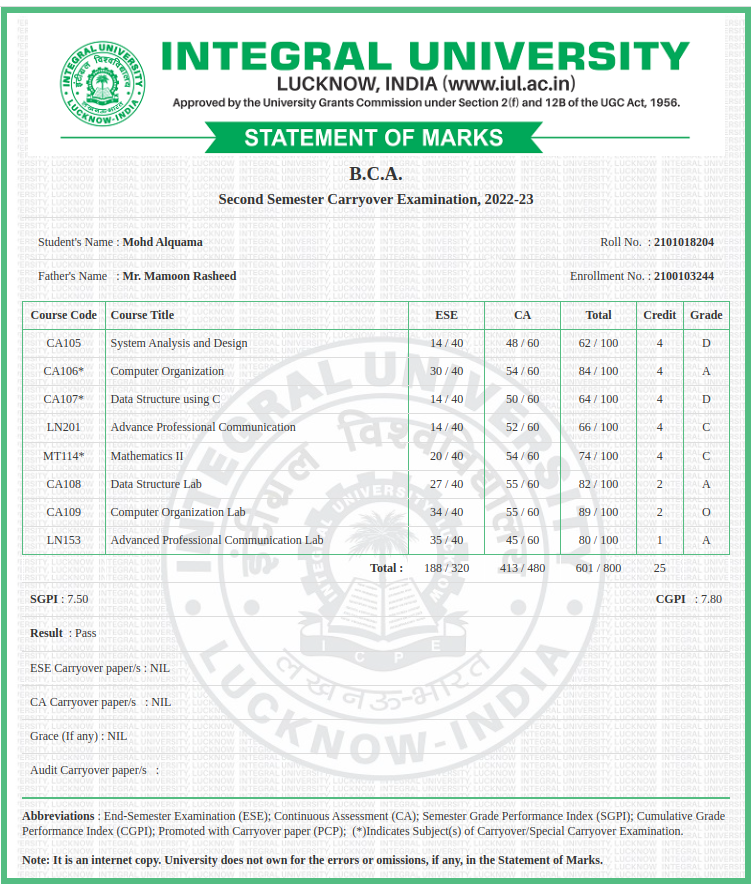 INTEGRAL UNIVERSITY
LUCKNOW, INDIA (www.iul.ac.in)
Approved by the University Grants Commission under Section 2(f) and 12B of the UGC Act, 1956.
STATEMENT OF MARKS
B.C.A.
Second Semester Carryover Examination, 2022-23
Student's Name : Mohd Alquama Roll No. : 2101018204
Father's Name : Mr. Mamoon Rasheed Enrollment No. : 2100103244
Course Code Course Title ESE CA Total Credit Grade
CA105 System Analysis and Design 14 / 40 48 / 60 62 / 100 4 D
CA106* Computer Organization 30 / 40 54 / 60 84 / 100 4 A
CA107* Data Structure using C 14 / 40 50 / 60 64 / 100 4 D
LN201 Advance Professional Communication 14 / 40 52 / 60 66 / 100 4 C
MT114* Mathematics II 20 / 40 54 / 60 74 / 100 4 C
CA108 Data Structure Lab 27 / 40 55 / 60 82 / 100 2 A
CA109 Computer Organization Lab 34 / 40 55 / 60 89 / 100 2 O
LN153 Advanced Professional Communication Lab 35 / 40 45 / 60 80 / 100 1 A
Total : 188 / 320 413 / 480 601 / 800 25
SGPI : 7.50 CGPI : 7.80
Result : Pass
ESE Carryover paper/s : NIL
CA Carryover paper/s : NIL
Grace (If any) : NIL
Audit Carryover paper/s :
Abbreviations : End-Semester Examination (ESE); Continuous Assessment (CA); Semester Grade Performance Index (SGPI); Cumulative Grade
Performance Index (CGPI); Promoted with Carryover paper (PCP); (*)Indicates Subject(s) of Carryover/Special Carryover Examination.
Note: It is an internet copy. University does not own for the errors or omissions, if any, in the Statement of Marks.
INTEGRAL UNIVERSITY
इंटीग्रल विश्वविद्यालय
I C P E
लखनऊ-भारत
LUCKNOW-INDIA